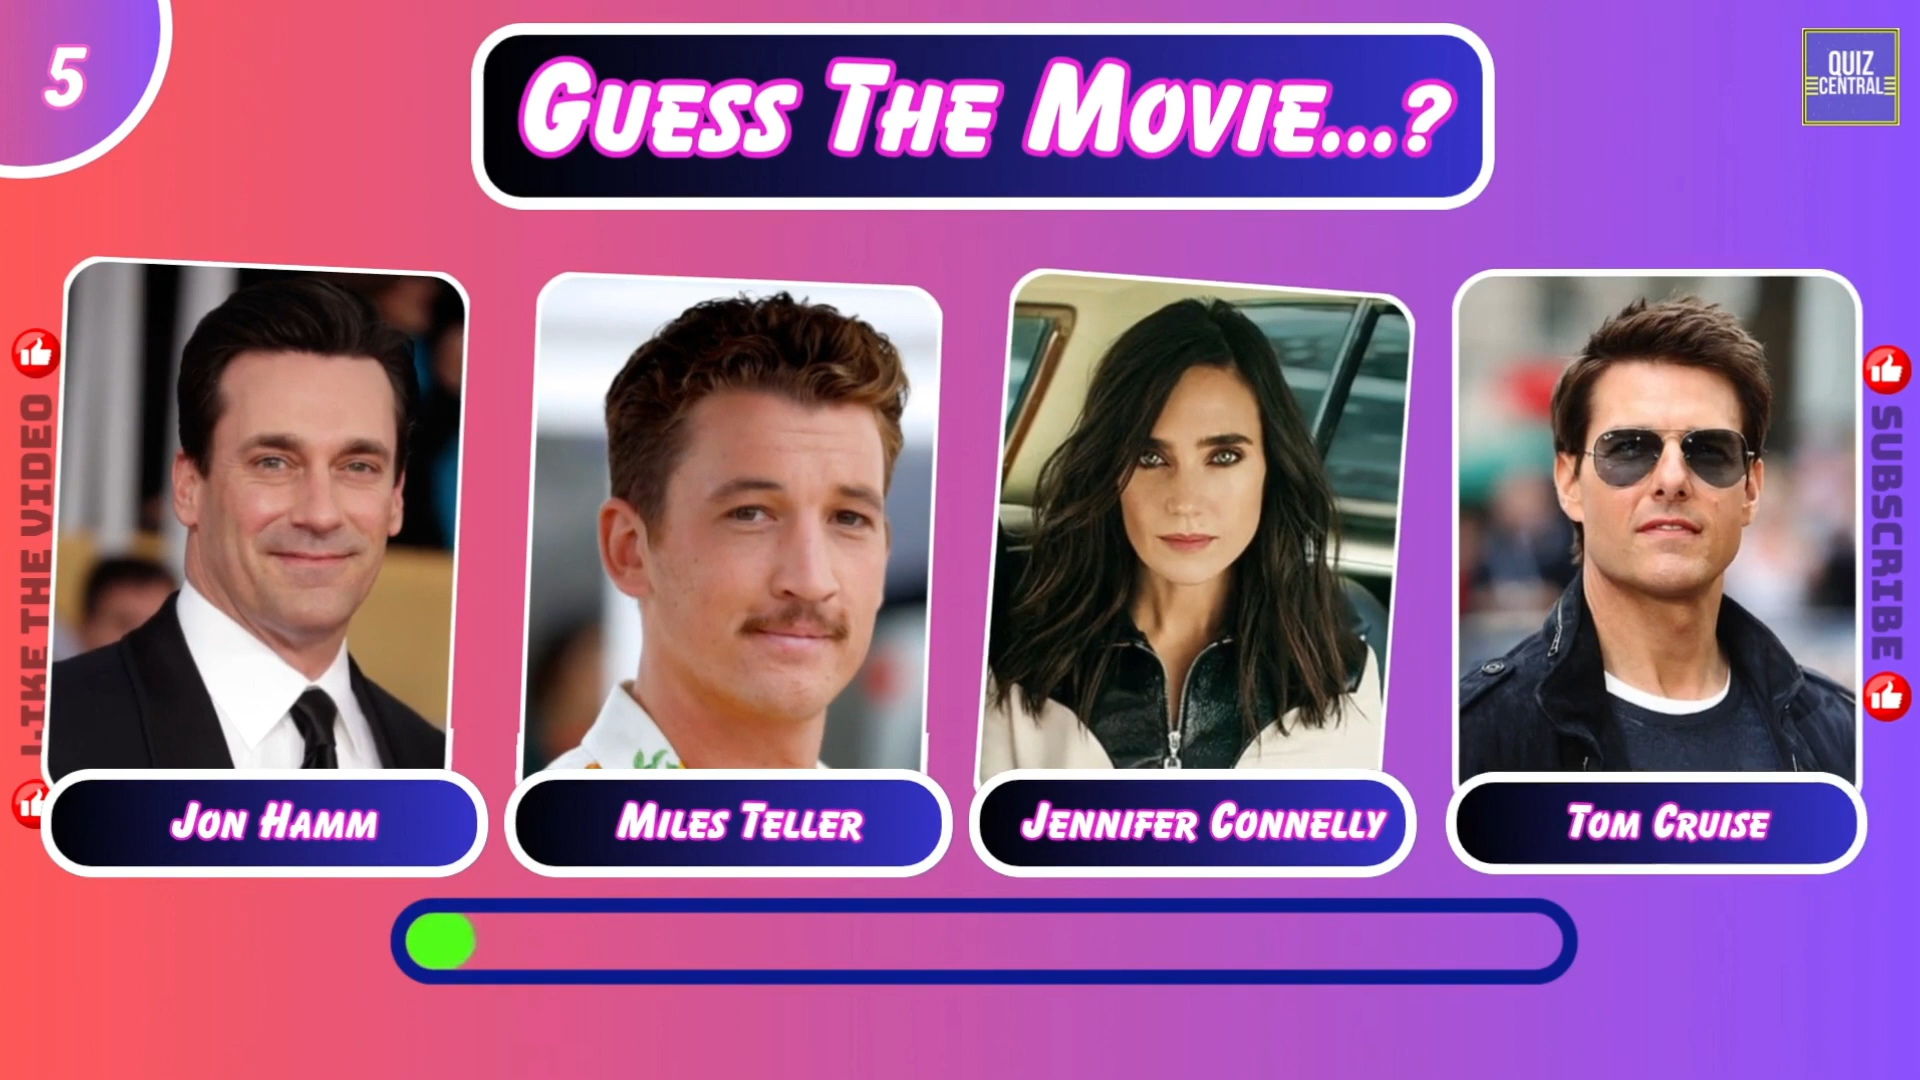 5
GUESS THE MOVIE...?
QUIZ
CENTRAL
LIKE THE VIDEO
SUBSCRIBE
JON HAMM
MILES TELLER
JENNIFER CONNELLY
TOM CRUISE